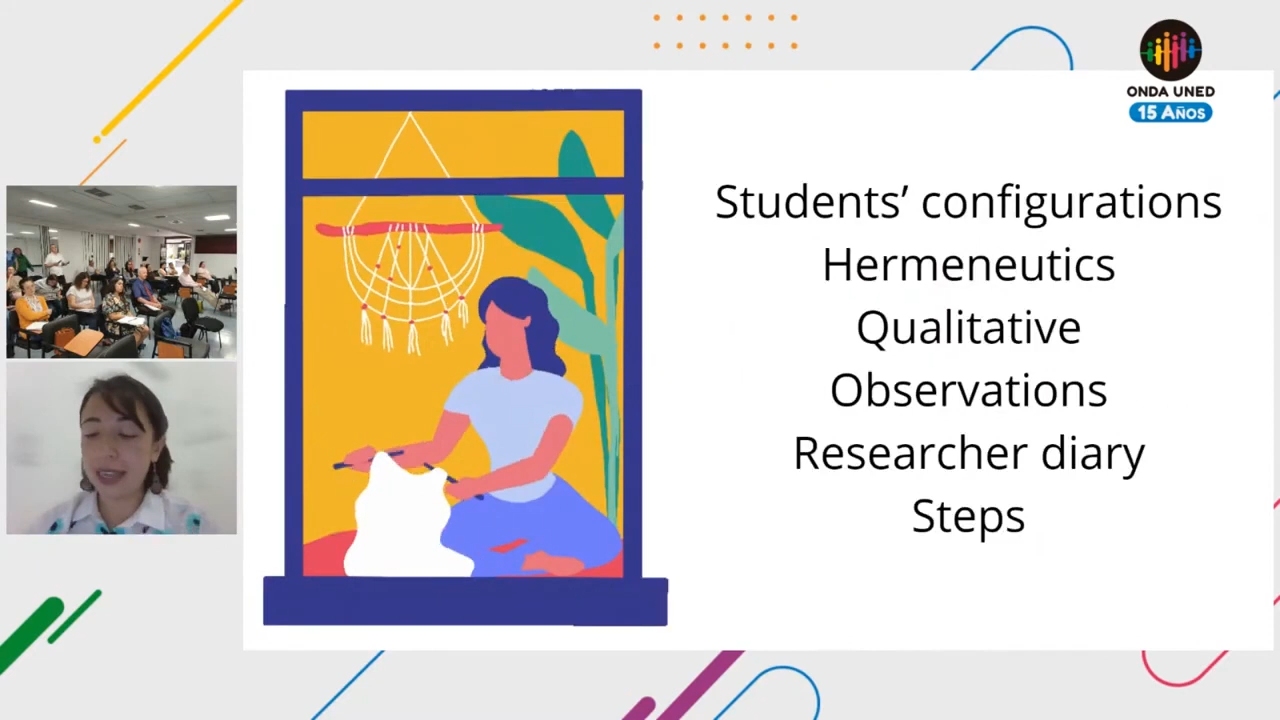 ONDA UNED
15 AÑOS
Students’ configurations
Hermeneutics
Qualitative
Observations
Researcher diary
Steps